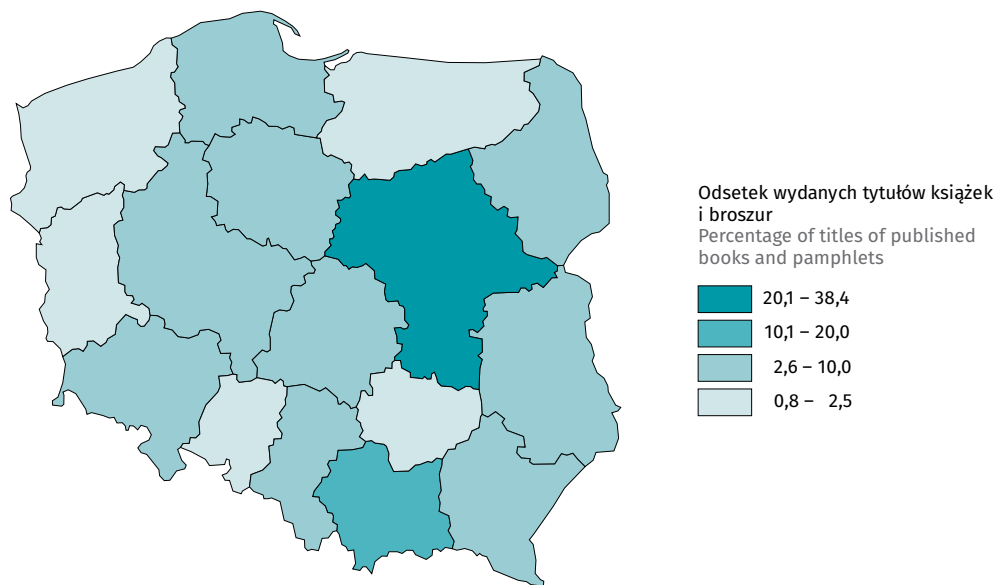 Odsetek wydanych tytułów książek
i broszur
Percentage of titles of published
books and pamphlets
20,1 – 38,4
10,1 – 20,0
2,6 – 10,0
0,8 – 2,5